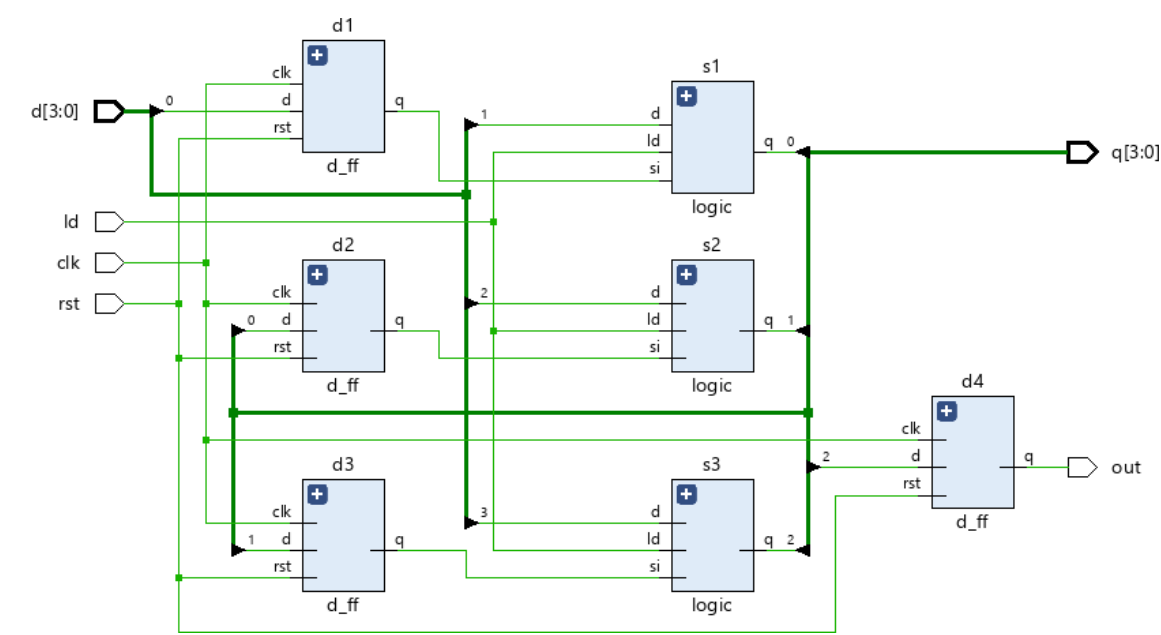 d1
clk
d
rst
q
d_ff
d[3:0]
0
ld
clk
rst
s1
d
ld
si
q
logic
1
0
q[3:0]
d2
clk
d
rst
q
d_ff
0
s2
d
ld
si
q
logic
2
1
d3
clk
d
rst
q
d_ff
1
s3
d
ld
si
q
logic
3
2
d4
clk
d
rst
q
d_ff
2
out